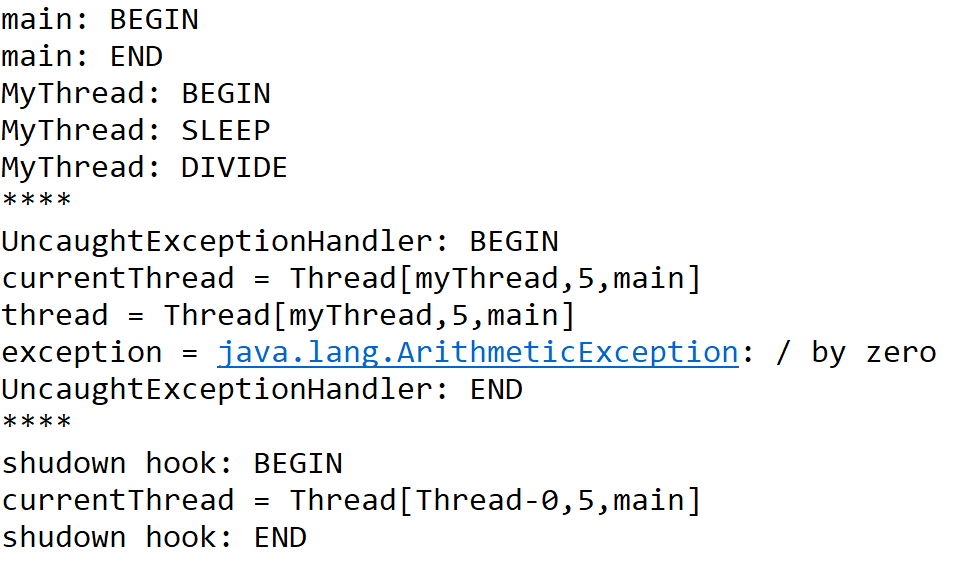 main: BEGIN
main: END
MyThread: BEGIN
MyThread: SLEEP
MyThread: DIVIDE
****
UncaughtExceptionHandler: BEGIN
currentThread = Thread[myThread,5,main]
thread = Thread[myThread,5,main]
exception = java.lang.ArithmeticException: / by zero
UncaughtExceptionHandler: END
****
shudown hook: BEGIN
currentThread = Thread[Thread-0,5,main]
shudown hook: END